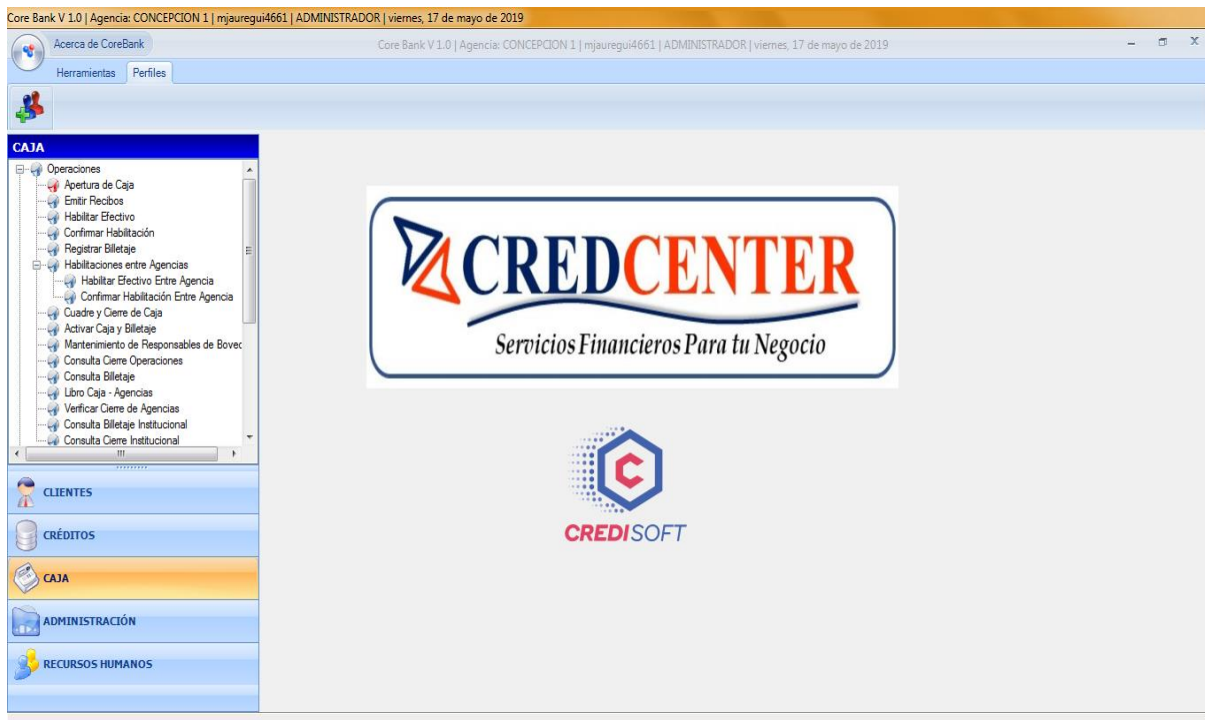 Core Bank V 1.0 | Agencia: CONCEPCION 1 | mjauregui4661 | ADMINISTRADOR | viernes, 17 de mayo de 2019
Acerca de CoreBank
Core Bank V 1.0 | Agencia: CONCEPCION 1 | mjauregui4661 | ADMINISTRADOR | viernes, 17 de mayo de 2019
Herramientas Perfiles
CAJA
Operaciones
Apertura de Caja
Emitir Recibos
Habilitar Efectivo
Confirmar Habilitación
Registrar Billetaje
Habilitaciones entre Agencias
Habilitar Efectivo Entre Agencia
Confirmar Habilitación Entre Agencia
Cuadre y Cierre de Caja
Activar Caja y Billetaje
Mantenimiento de Responsables de Bovec
Consulta Cierre Operaciones
Consulta Billetaje
Libro Caja - Agencias
Verificar Cierre de Agencias
Consulta Billetaje Institucional
Consulta Cierre Institucional
CLIENTES
CRÉDITOS
CAJA
ADMINISTRACIÓN
RECURSOS HUMANOS
CREDCENTER
Servicios Financieros Para tu Negocio
C
CREDISOFT